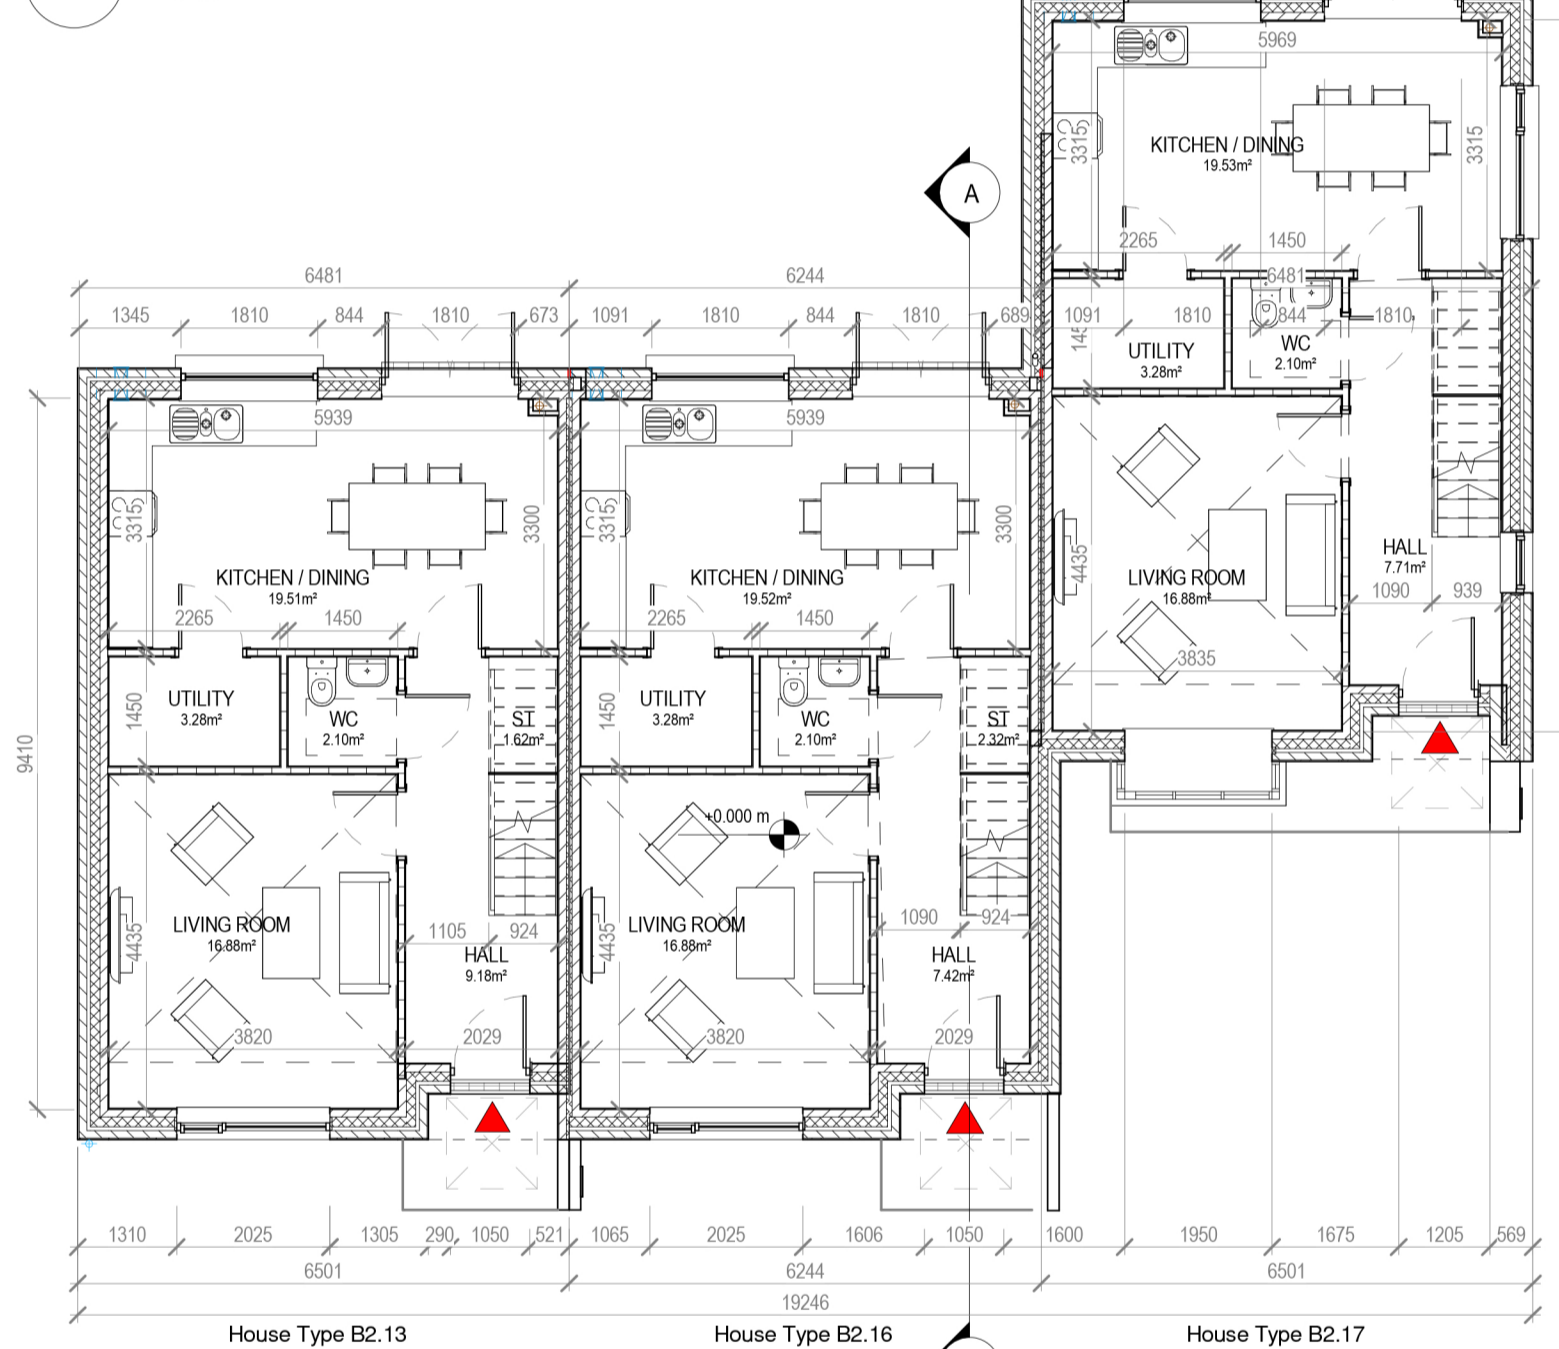 5969
3315
KITCHEN / DINING
19.53m²
3315
A
2265
1450
6481
6244
6481
1345
1810
844
1810
673
1091
1810
844
1810
689
1091
1810
844
1810
UTILITY
3.28m²
WC
2.10m²
5939
5939
3315
3300
3315
3300
4435
LIVING ROOM
16.88m²
HALL
7.71m²
1090
939
3835
KITCHEN / DINING
19.51m²
KITCHEN / DINING
19.52m²
2265
1450
2265
1450
1450
UTILITY
3.28m²
WC
2.10m²
ST
1.62m²
1450
UTILITY
3.28m²
WC
2.10m²
ST
2.32m²
9410
+0.000 m
LIVING ROOM
16.88m²
4435
1105
924
HALL
9.18m²
LIVING ROOM
16.88m²
4435
1090
924
HALL
7.42m²
3820
2029
3820
2029
1310
2025
1305
290
1050
521
1065
2025
1606
1050
1600
1950
1675
1205
569
6501
6244
6501
19246
House Type B2.13
House Type B2.16
House Type B2.17